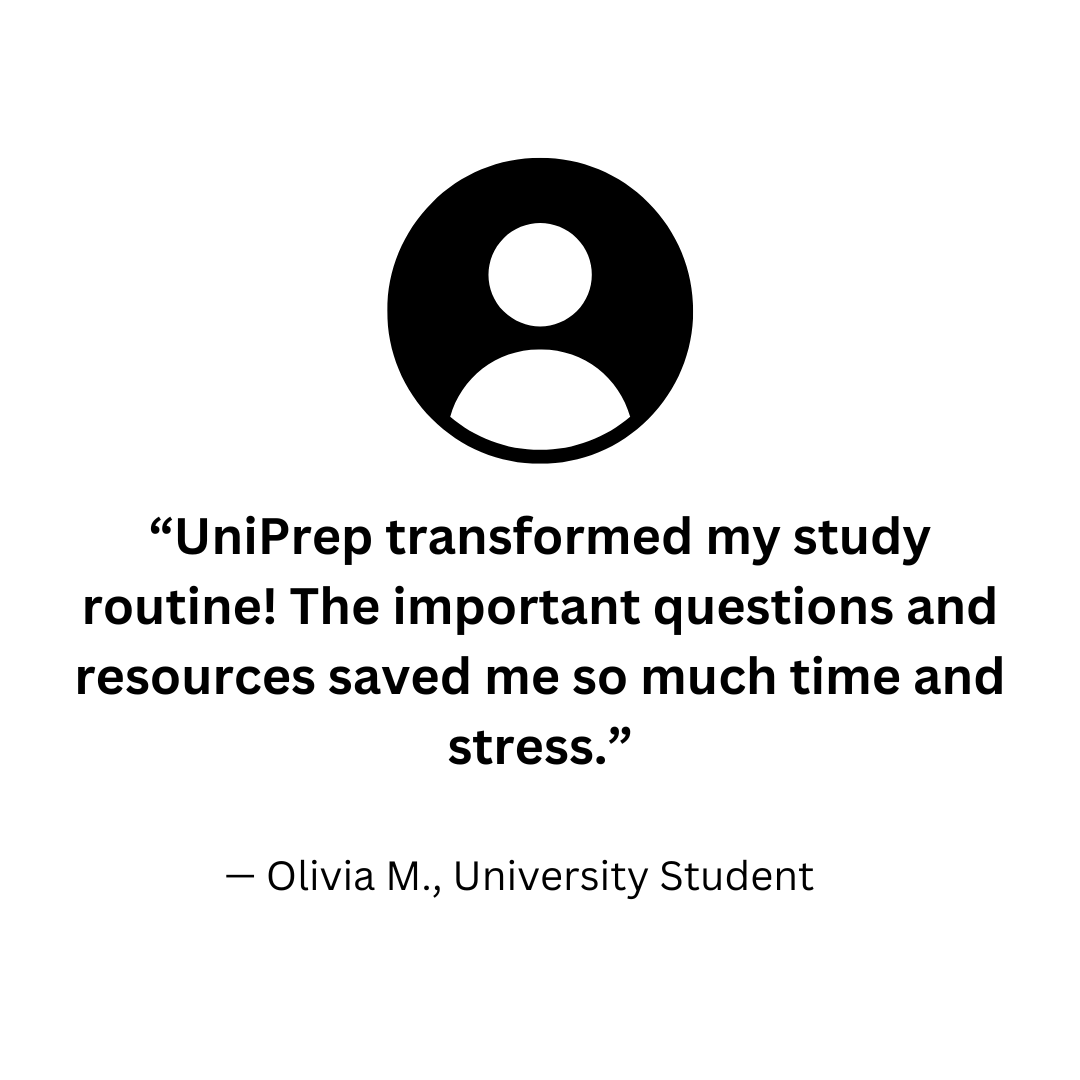 “UniPrep transformed my study
routine! The important questions and
resources saved me so much time and
stress.”
— Olivia M., University Student